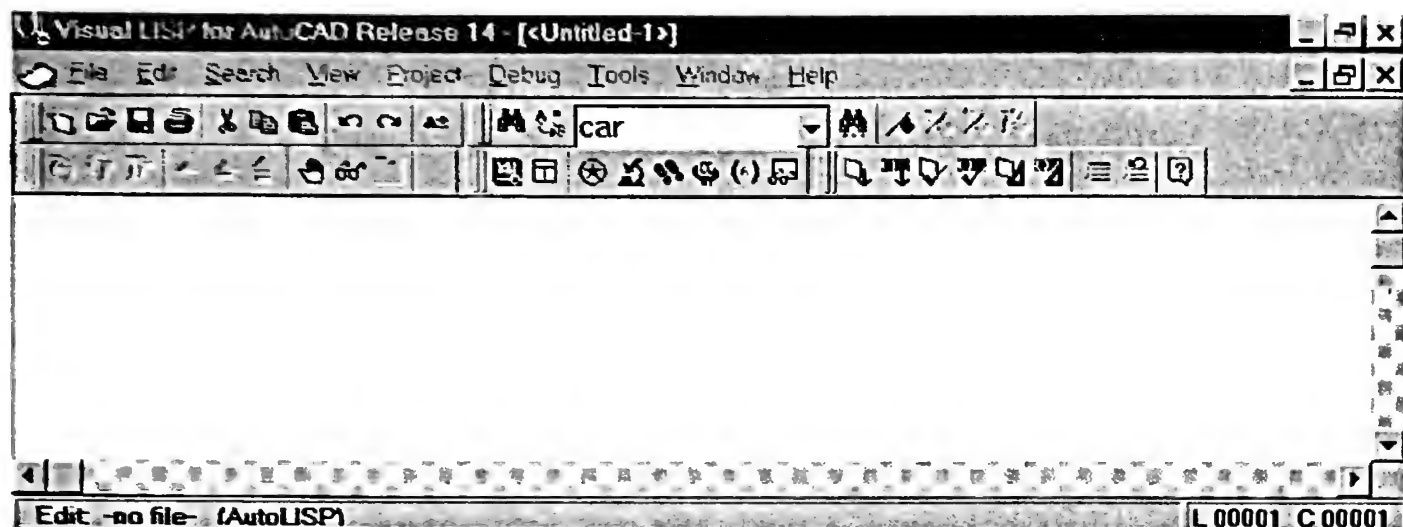 Visual LISP for AutoCAD Release 14 - [<Untitled-1>]
File Edit Search View Project Debug Tools Window Help
car
Edit: -no file- (AutoLISP)
L 00001 C 00001